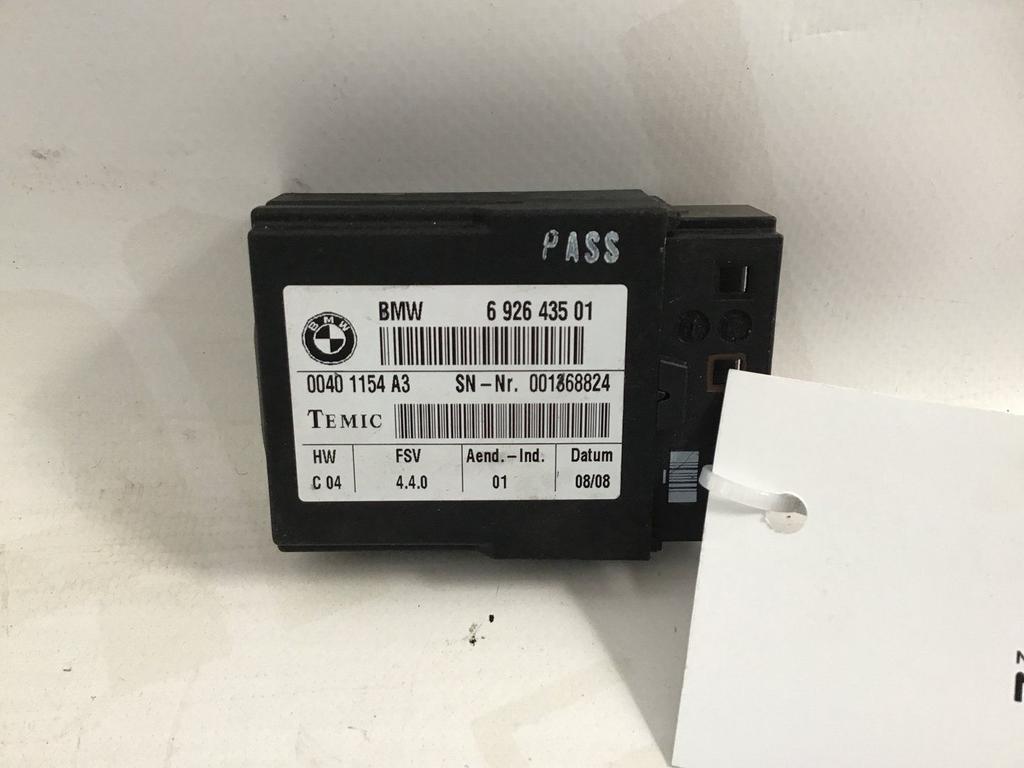 PASS
BMW 6 926 435 01
BMW
0040 1154 A3 SN-Nr. 001368824
TEMIC
HW FSV Aend.-Ind. Datum
C 04 4.4.0 01 08/08